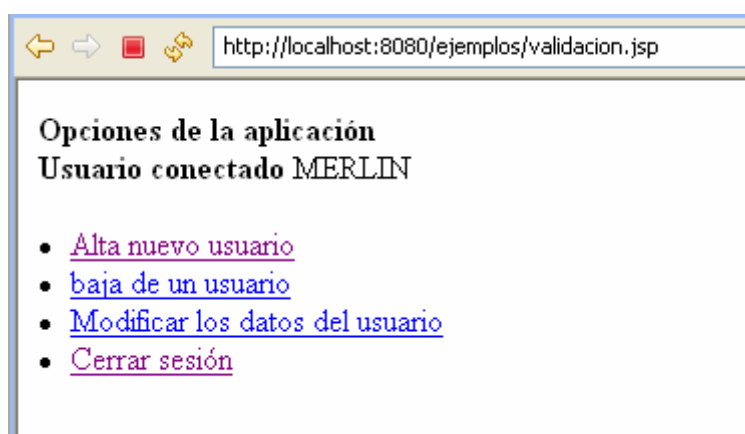 http://localhost:8080/ejemplos/validacion.jsp
Opciones de la aplicación
Usuario conectado MERLIN
• Alta nuevo usuario
• baja de un usuario
• Modificar los datos del usuario
• Cerrar sesión